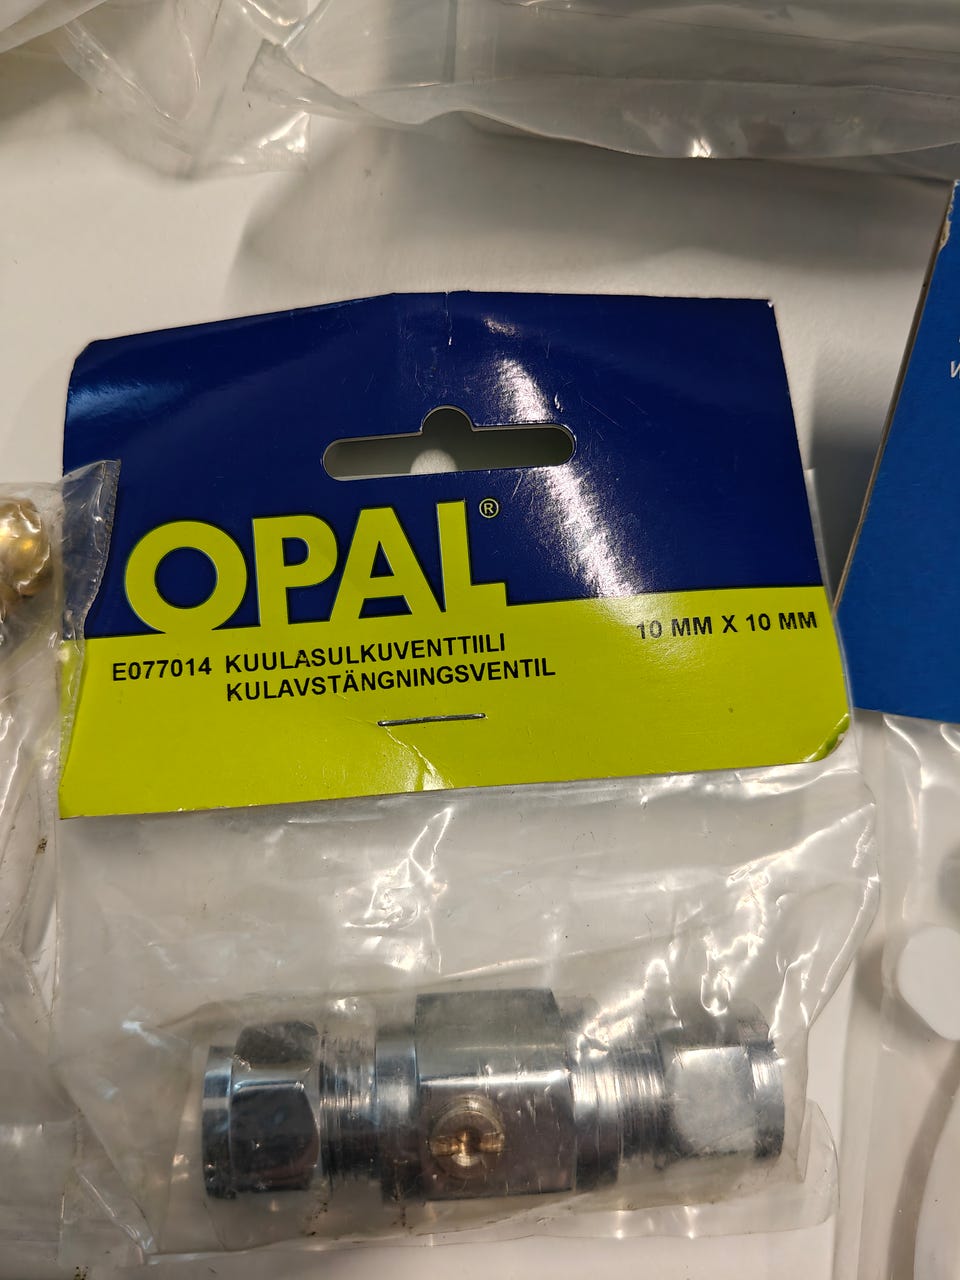 OPAL®
E077014 KUULASULKUVENTTIILI
KULAVSTÄNGNINGSVENTIL
10 MM X 10 MM